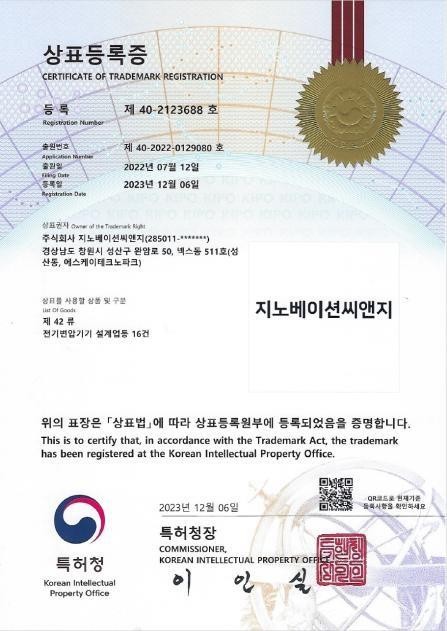 상표등록증
CERTIFICATE OF TRADEMARK REGISTRATION
등록 제 40-2123688 호
Registration Number
출원번호 제 40-2022-0129080 호
Application Number
출원일 2022년 07월 12일
Filing Date
등록일 2023년 12월 06일
Registration Date
상표권자 Owner of the Trademark Right
주식회사 지노베이션씨앤지(285011-*******)
경상남도 창원시 성산구 완암로 50, 넥스동 511호(성
산동, 에스케이테크노파크)
지노베이션씨앤지
상표를 사용할 상품 및 구분
List Of Goods
제 42 류
전기변압기기 설계업등 16건
위의 표장은 「상표법」에 따라 상표등록원부에 등록되었음을 증명합니다.
This is to certify that, in accordance with the Trademark Act, the trademark
has been registered at the Korean Intellectual Property Office.
2023년 12월 06일
QR코드로 현재기준
등록사항을 확인하세요
특허청
Korean Intellectual
Property Office
특허청장
COMMISSIONER,
KOREAN INTELLECTUAL PROPERTY OFFICE
이 인 실